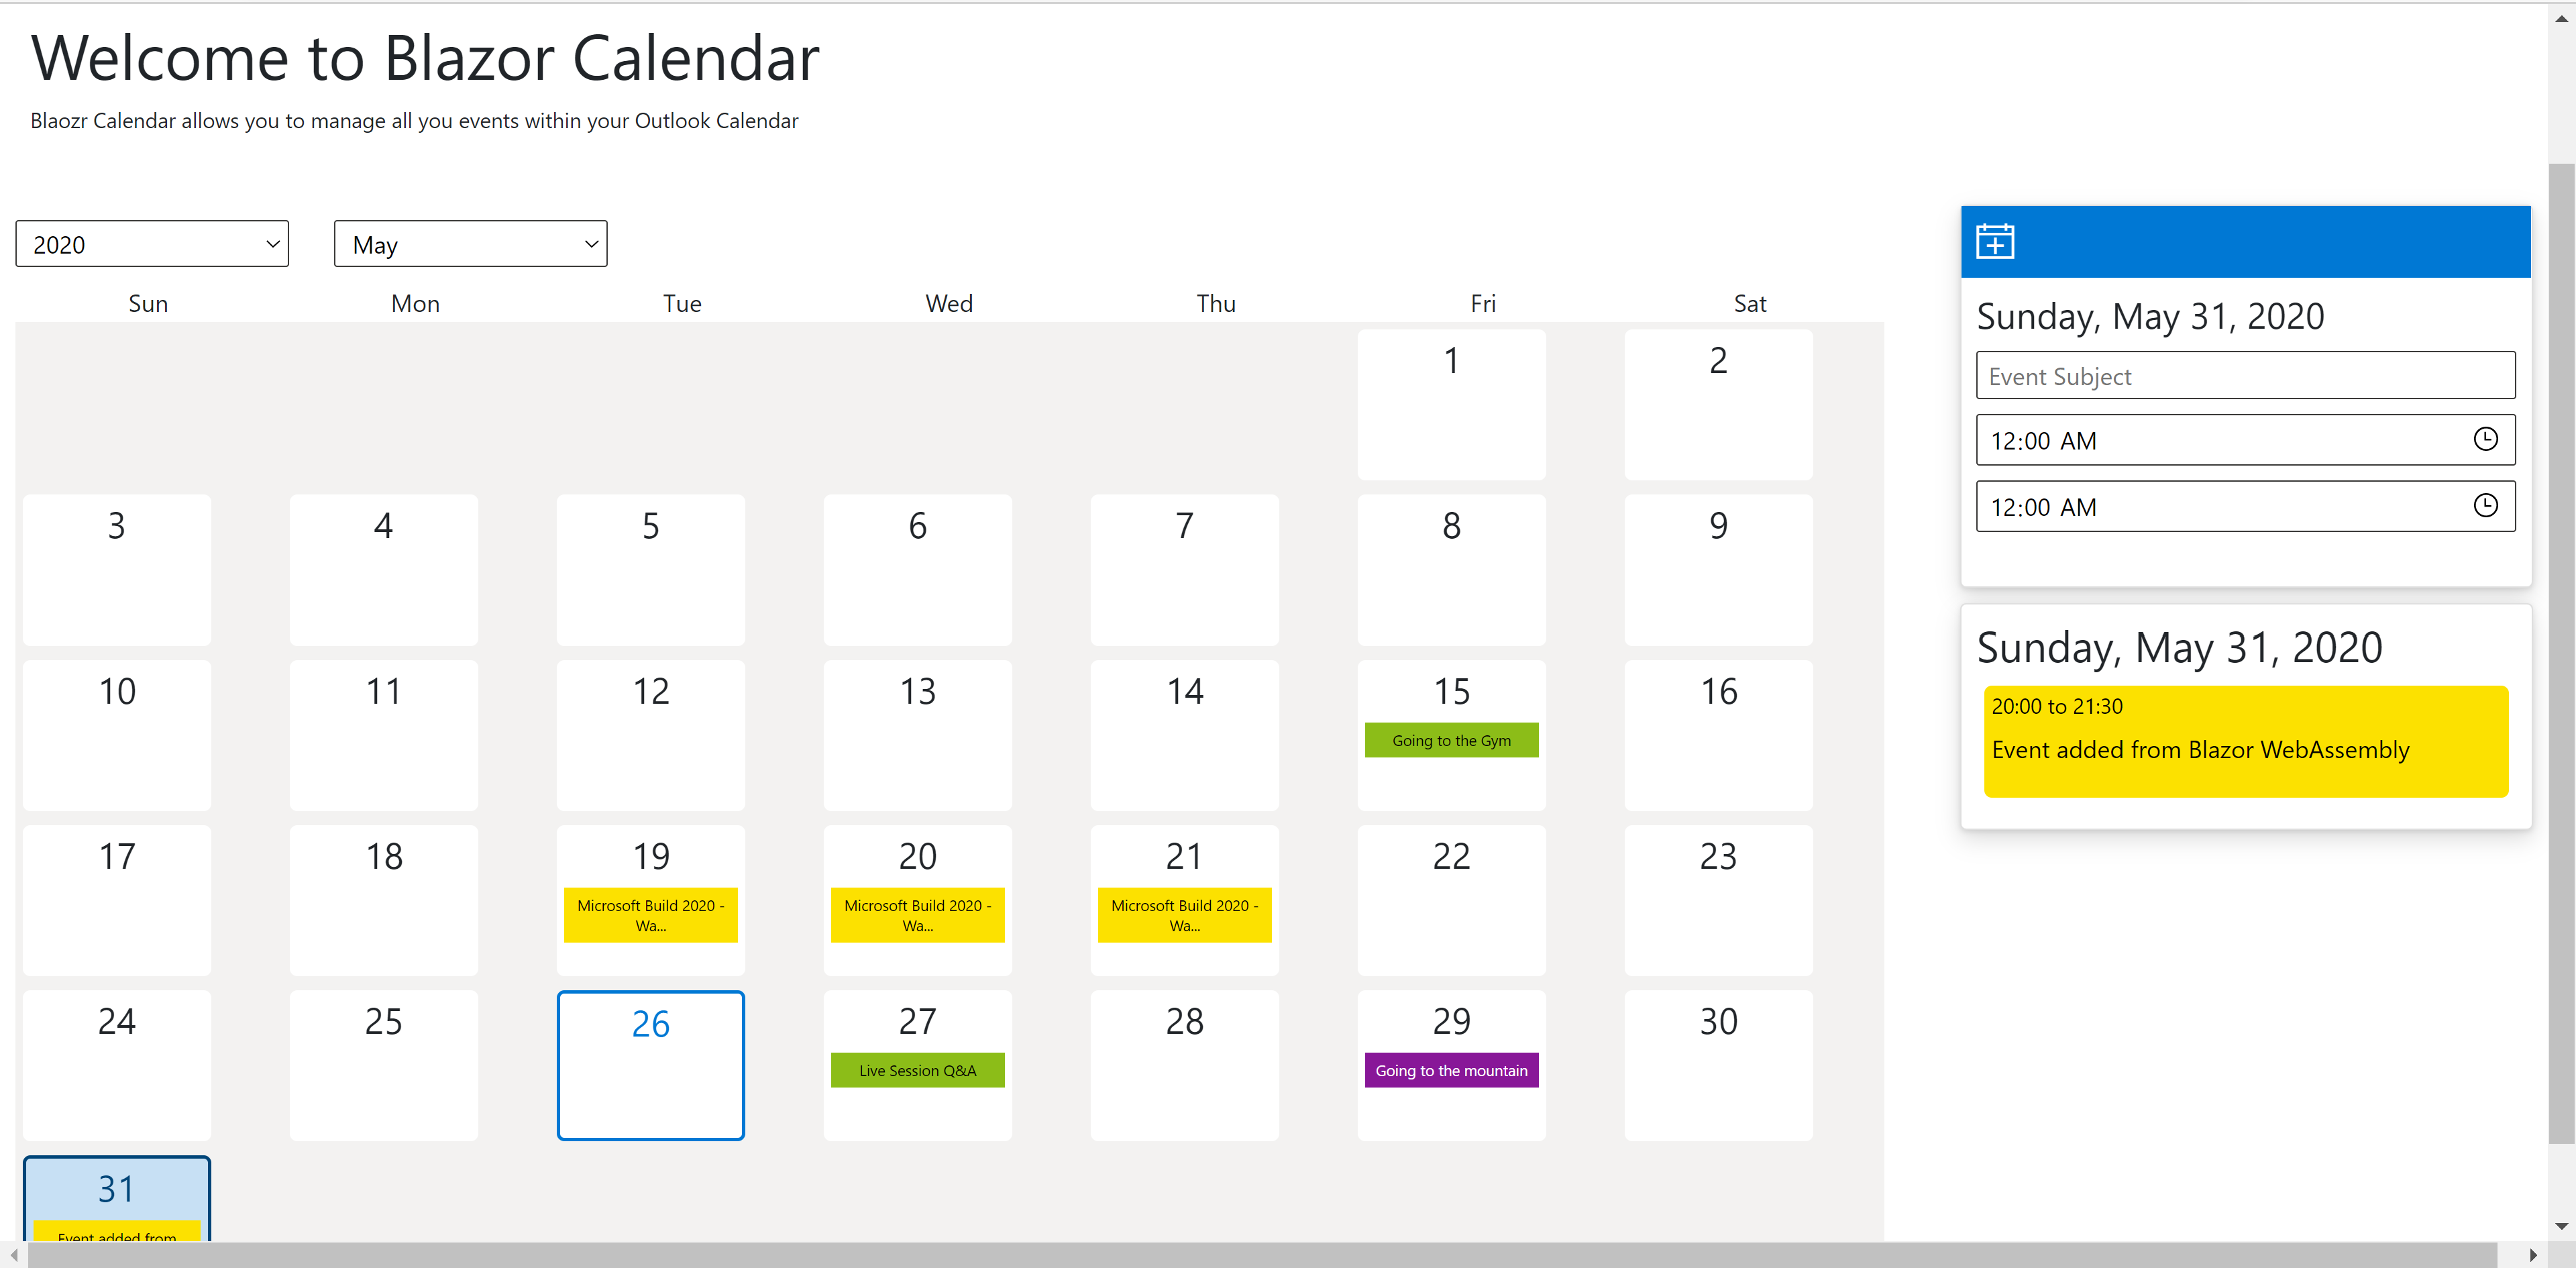 Welcome to Blazor Calendar
Blaozr Calendar allows you to manage all you events within your Outlook Calendar
2020
May
Sun Mon Tue Wed Thu Fri Sat
1 2
3 4 5 6 7 8 9
10 11 12 13 14 15 16
Going to the Gym
17 18 19 20 21 22 23
Microsoft Build 2020 - Microsoft Build 2020 - Microsoft Build 2020 -
Wa... Wa... Wa...
24 25 26 27 28 29 30
Live Session Q&A Going to the mountain
31
Event added from
Sunday, May 31, 2020
Event Subject
12:00 AM
12:00 AM
Sunday, May 31, 2020
20:00 to 21:30
Event added from Blazor WebAssembly